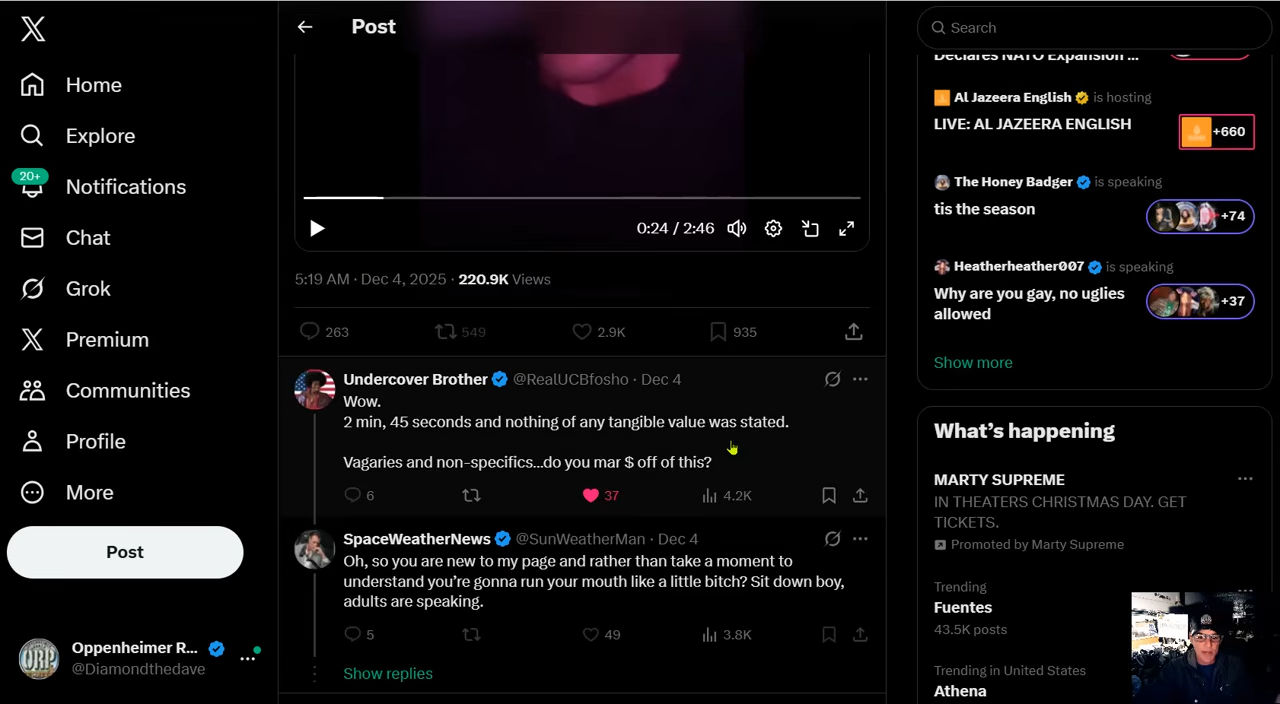 Home
Explore
20+
Notifications
Chat
Grok
Premium
Communities
Profile
More
Post
Oppenheimer R...
@Diamondthedave
Post
0:24 / 2:46
5:19 AM · Dec 4, 2025 · 220.9K Views
263 549 2.9K 935
Undercover Brother @RealUCBfosho · Dec 4
Wow.
2 min, 45 seconds and nothing of any tangible value was stated.
Vagaries and non-specifics...do you mar $ off of this?
6 37 4.2K
SpaceWeatherNews @SunWeatherMan · Dec 4
Oh, so you are new to my page and rather than take a moment to
understand you’re gonna run your mouth like a little bitch? Sit down boy,
adults are speaking.
5 49 3.8K
Show replies
Search
Declares NATO Expansion ...
Al Jazeera English is hosting
LIVE: AL JAZEERA ENGLISH
+660
The Honey Badger is speaking
tis the season
+74
Heatherheather007 is speaking
Why are you gay, no uglies
allowed
+37
Show more
What’s happening
MARTY SUPREME
IN THEATERS CHRISTMAS DAY. GET
TICKETS.
Promoted by Marty Supreme
Trending
Fuentes
43.5K posts
Trending in United States
Athena